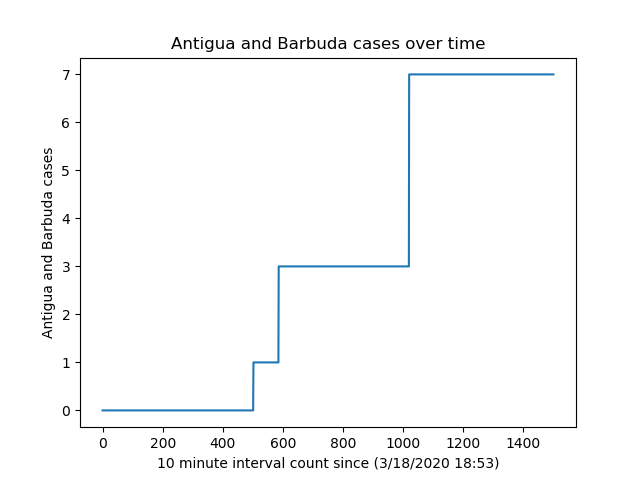 Antigua and Barbuda cases over time
Antigua and Barbuda cases
7
6
5
4
3
2
1
0
0 200 400 600 800 1000 1200 1400
10 minute interval count since (3/18/2020 18:53)